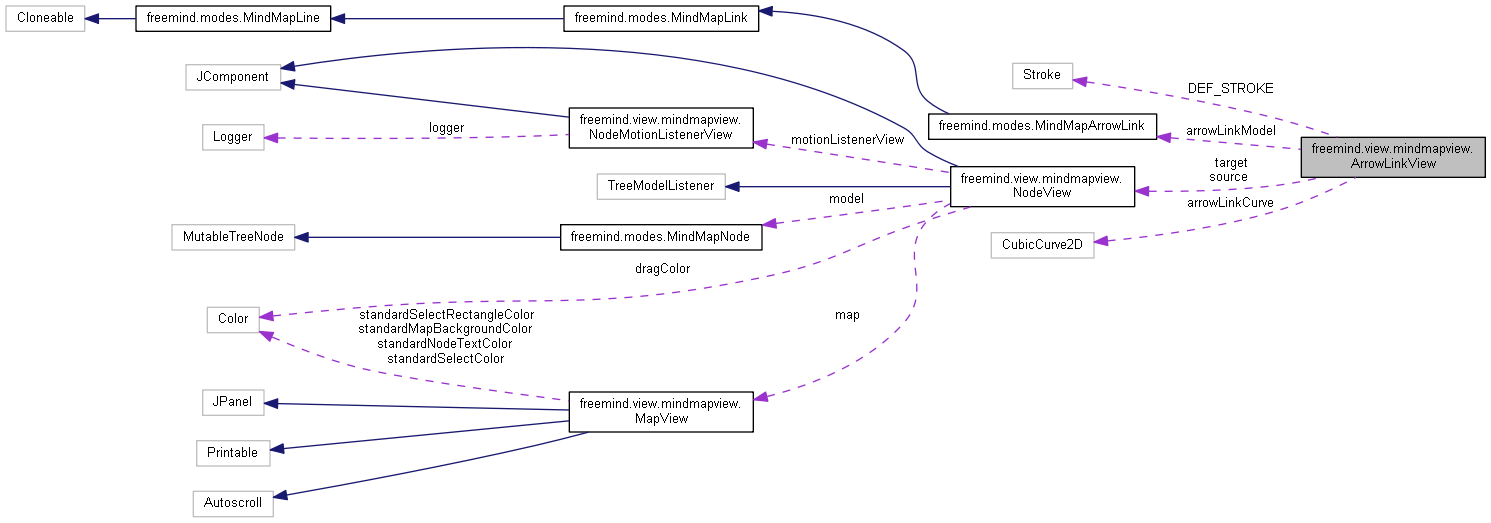 Cloneable
freemind.modes.MindMapLine
freemind.modes.MindMapLink
JComponent
Stroke
DEF_STROKE
freemind.view.mindmapview.
NodeMotionListenerView
Logger
logger
freemind.modes.MindMapArrowLink
arrowLinkModel
motionListenerView
freemind.view.mindmapview.
ArrowLinkView
target
source
TreeModelListener
freemind.view.mindmapview.
NodeView
model
arrowLinkCurve
MutableTreeNode
freemind.modes.MindMapNode
CubicCurve2D
dragColor
Color
standardSelectRectangleColor
standardMapBackgroundColor
standardNodeTextColor
standardSelectColor
map
JPanel
freemind.view.mindmapview.
MapView
Printable
Autoscroll